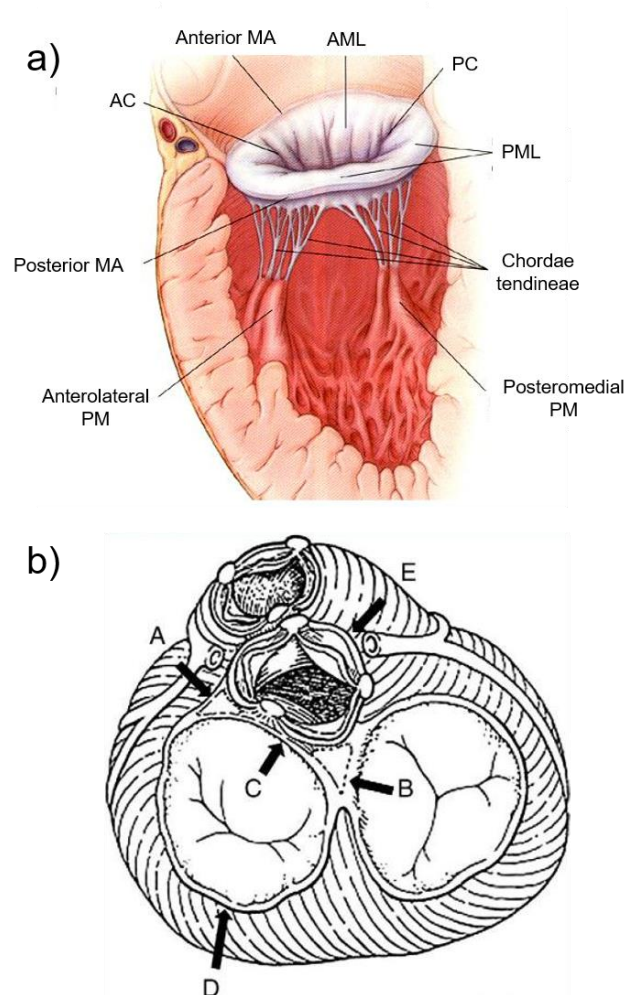 a)
Anterior MA
AML
PC
AC
PML
Posterior MA
Chordae
tendineae
Anterolateral
PM
Posteromedial
PM
b)
E
A
C
B
D